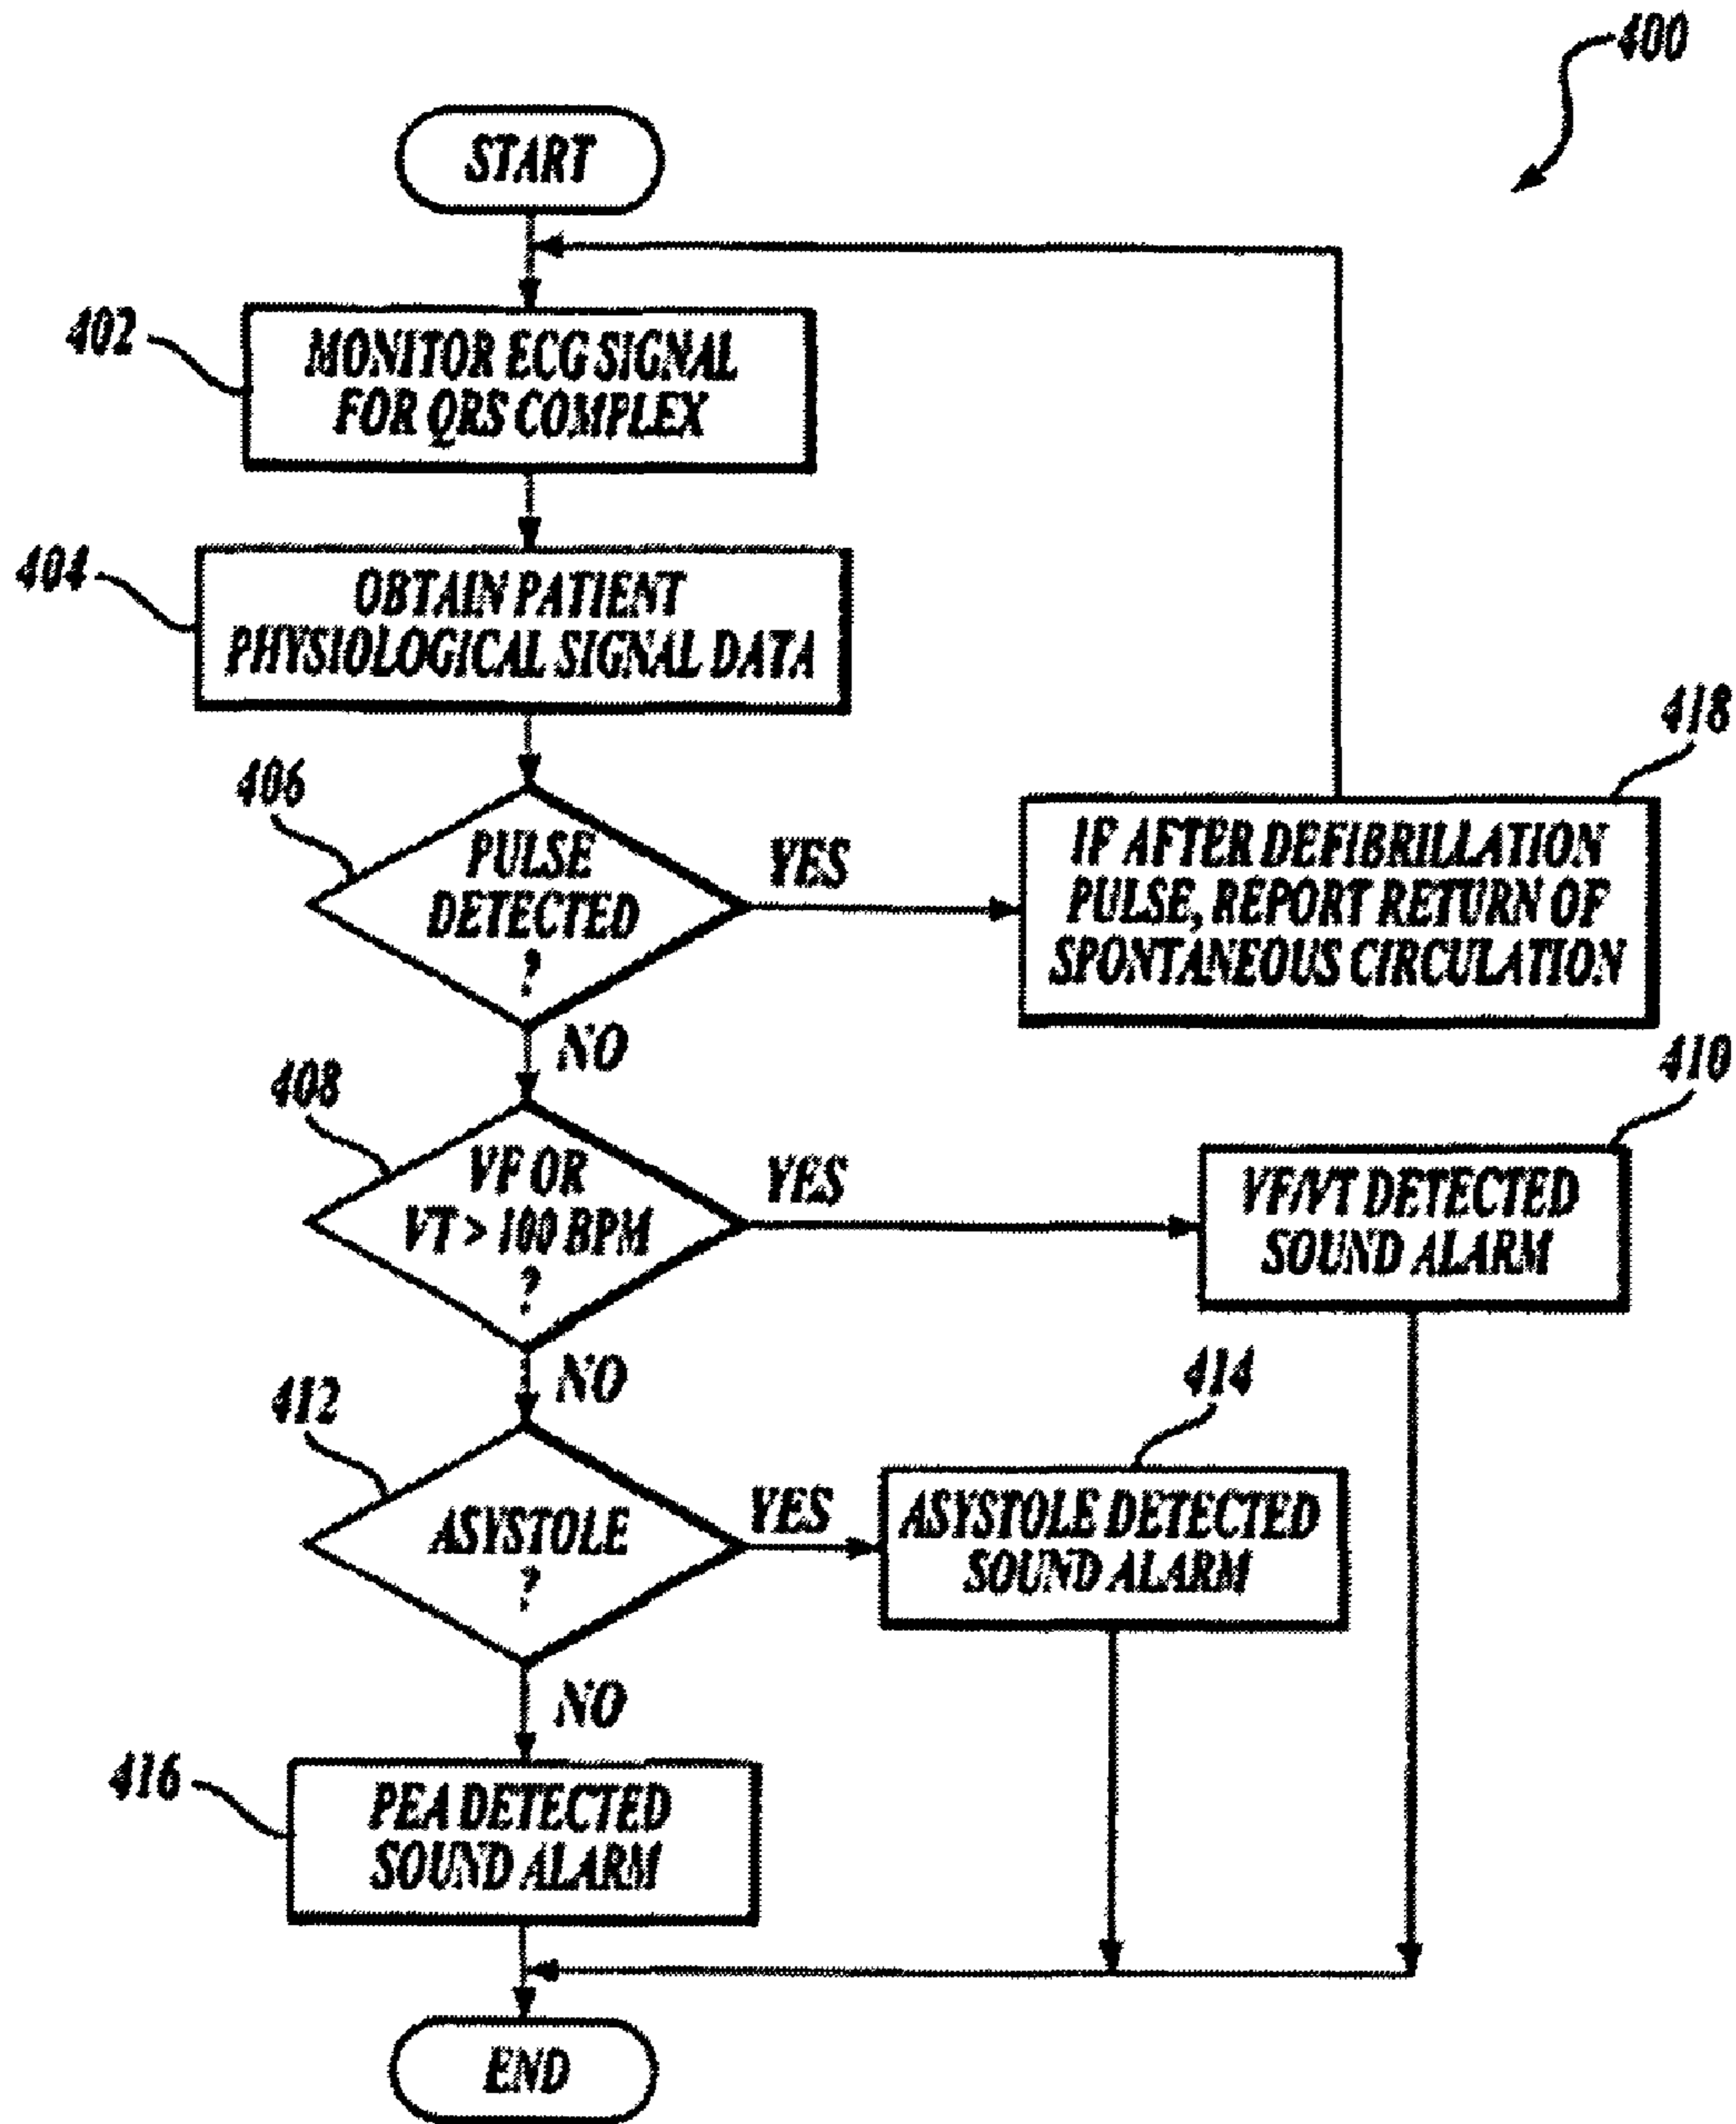 400
START
402
MONITOR ECG SIGNAL
FOR QRS COMPLEX
404
OBTAIN PATIENT
PHYSIOLOGICAL SIGNAL DATA
406
PULSE
DETECTED
?
YES
418
IF AFTER DEFIBRILLATION
PULSE, REPORT RETURN OF
SPONTANEOUS CIRCULATION
NO
408
VF OR
VT > 100 BPM
?
YES
410
VF/VT DETECTED
SOUND ALARM
NO
412
ASYSTOLE
?
YES
414
ASYSTOLE DETECTED
SOUND ALARM
NO
416
PEA DETECTED
SOUND ALARM
END